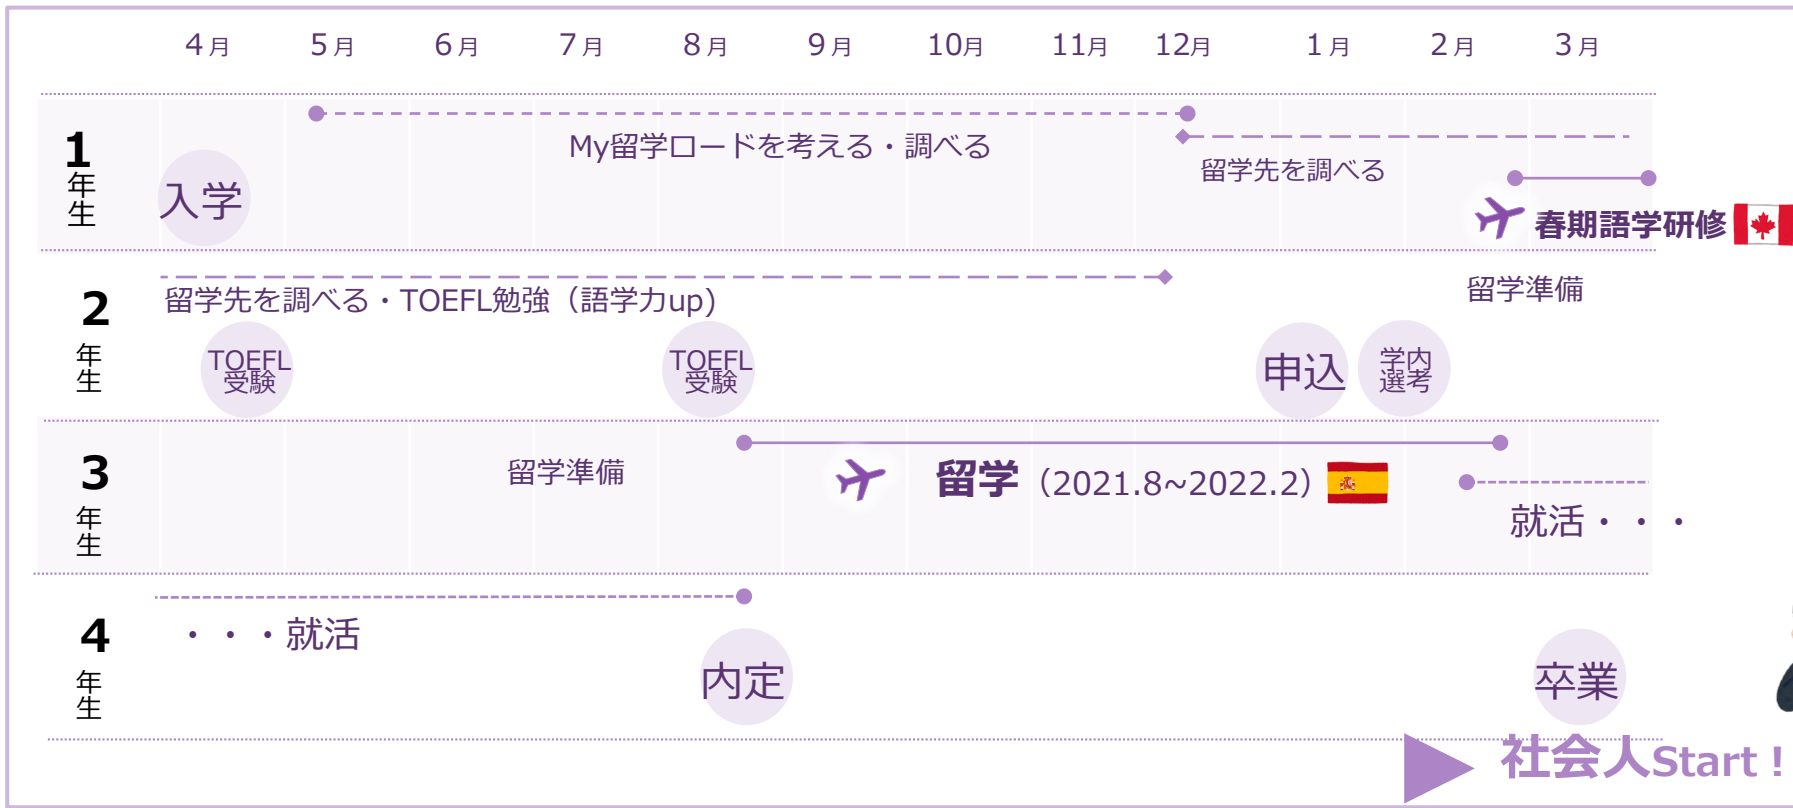 4月 5月 6月 7月 8月 9月 10月 11月 12月 1月 2月 3月
1年生
My留学ロードを考える・調べる
留学先を調べる
入学
春期語学研修
2年生
留学先を調べる・TOEFL勉強（語学力up)
留学準備
TOEFL
受験
TOEFL
受験
申込
学内
選考
3年生
留学準備
留学（2021.8~2022.2）
就活・・・
4年生
・・・就活
内定
卒業
社会人Start！